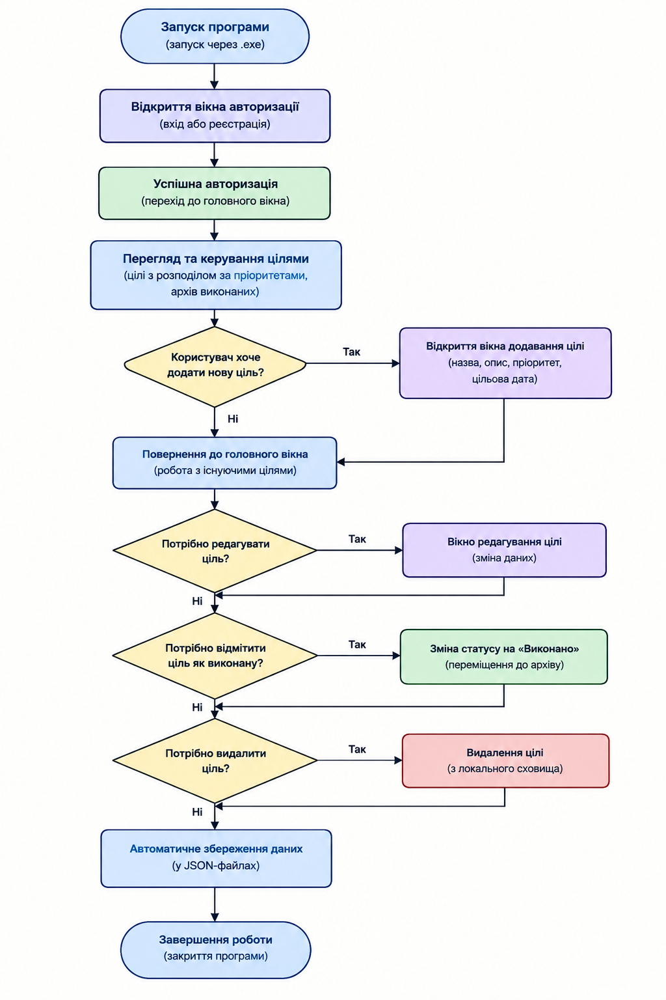 Запуск програми
(запуск через .exe)
Відкриття вікна авторизації
(вхід або реєстрація)
Успішна авторизація
(перехід до головного вікна)
Перегляд та керування цілями
(цілі з розподілом за пріоритетами,
архів виконаних)
Користувач хоче
додати нову ціль?
Так
Відкриття вікна додавання цілі
(назва, опис, пріоритет,
цільова дата)
Ні
Повернення до головного вікна
(робота з існуючими цілями)
Потрібно редагувати
ціль?
Так
Вікно редагування цілі
(зміна даних)
Ні
Потрібно відмітити
ціль як виконану?
Так
Зміна статусу на «Виконано»
(переміщення до архіву)
Ні
Потрібно видалити
ціль?
Так
Видалення цілі
(з локального сховища)
Ні
Автоматичне збереження даних
(у JSON-файлах)
Завершення роботи
(закриття програми)